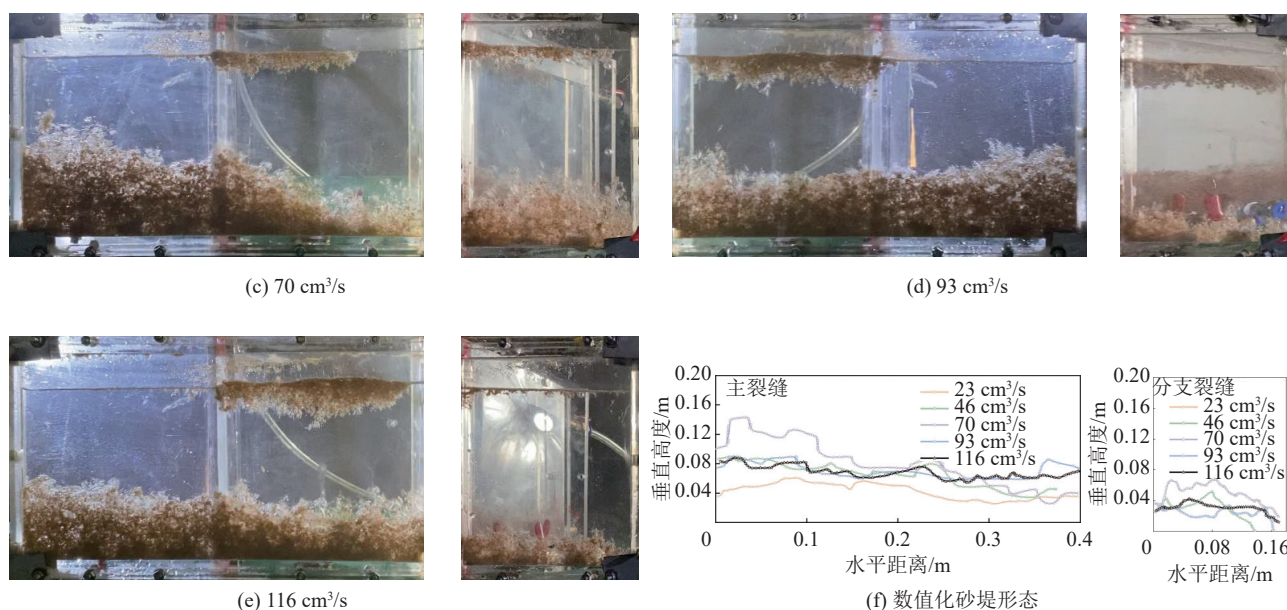 (c) 70 cm³/s
(d) 93 cm³/s
(e) 116 cm³/s
0.20
0.16
0.12
0.08
0.04
垂直高度/m
主裂缝
23 cm³/s
46 cm³/s
70 cm³/s
93 cm³/s
116 cm³/s
0
0.1
0.2
0.3
0.4
水平距离/m
0.20
0.16
0.12
0.08
0.04
垂直高度/m
分支裂缝
23 cm³/s
46 cm³/s
70 cm³/s
93 cm³/s
116 cm³/s
0
0.08
0.16
水平距离/m
(f) 数值化砂堤形态